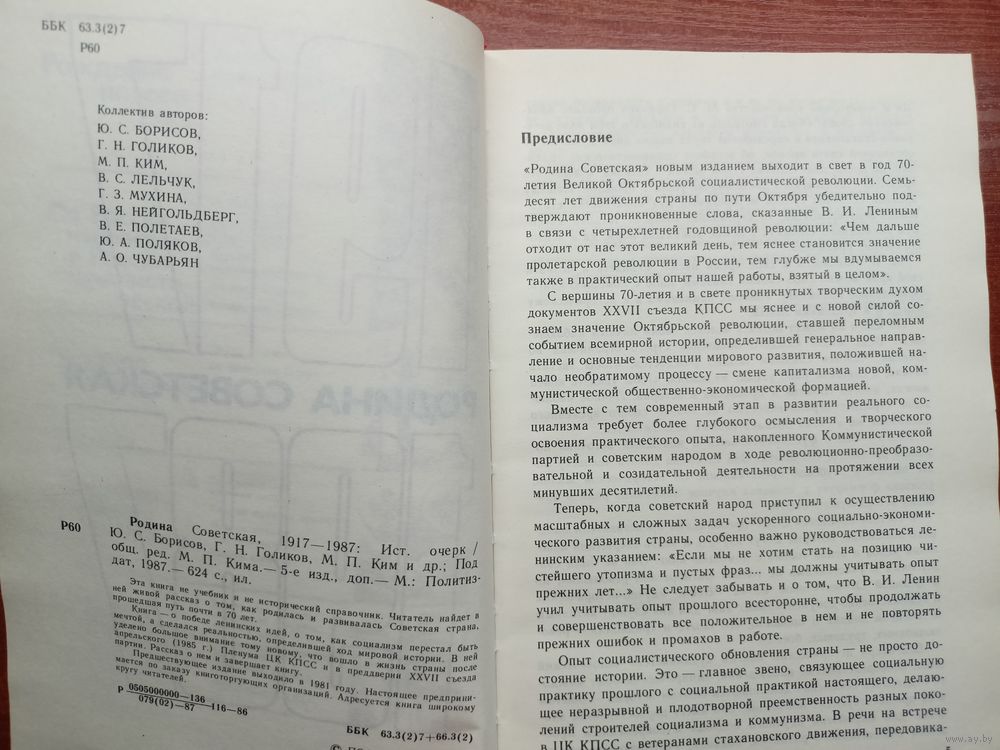 ББК 63.3(2)7
Р60
Коллектив авторов:
Ю. С. БОРИСОВ,
Г. Н. ГОЛИКОВ,
М. П. КИМ,
В. С. ЛЕЛЬЧУК,
Г. З. МУХИНА,
В. Я. НЕЙГОЛЬДБЕРГ,
В. Е. ПОЛЕТАЕВ,
Ю. А. ПОЛЯКОВ,
А. О. ЧУБАРЬЯН
РОДИНА СОВЕТСКАЯ
Р60
Родина Советская, 1917—1987: Ист. очерк /
Ю. С. Борисов, Г. Н. Голиков, М. П. Ким и др.; Под
общ. ред. М. П. Кима.— 5-е изд., доп.— М.: Политиз-
дат, 1987.— 624 с., ил.
Эта книга не учебник и не исторический справочник. Читатель найдет в
ней живой рассказ о том, как родилась и развивалась Советская страна,
прошедшая путь почти в 70 лет.
Книга — о победе ленинских идей, о том, как социализм перестал быть
мечтой, а сделался реальностью, определившей ход мировой истории. В ней
уделено большое внимание тому новому, что вошло в жизнь страны после
апрельского (1985 г.) Пленума ЦК КПСС и в преддверии XXVII съезда
партии. Рассказ о нем и завершает книгу.
Предшествующее издание выходило в 1981 году. Настоящее предприни-
мается по заказу книготоргующих организаций. Адресуется книга широкому
кругу читателей.
Р 0505000000—136
079(02)—87 116—86
ББК 63.3(2)7+66.3(2)
Предисловие
«Родина Советская» новым изданием выходит в свет в год 70-
летия Великой Октябрьской социалистической революции. Семь-
десят лет движения страны по пути Октября убедительно под-
тверждают проникновенные слова, сказанные В. И. Лениным
в связи с четырехлетней годовщиной революции: «Чем дальше
отходит от нас этот великий день, тем яснее становится значение
пролетарской революции в России, тем глубже мы вдумываемся
также в практический опыт нашей работы, взятый в целом».
С вершины 70-летия и в свете проникнутых творческим духом
документов XXVII съезда КПСС мы яснее и с новой силой со-
знаем значение Октябрьской революции, ставшей переломным
событием всемирной истории, определившей генеральное направ-
ление и основные тенденции мирового развития, положившей на-
чало необратимому процессу — смене капитализма новой, ком-
мунистической общественно-экономической формацией.
Вместе с тем современный этап в развитии реального со-
циализма требует более глубокого осмысления и творческого
освоения практического опыта, накопленного Коммунистической
партией и советским народом в ходе революционно-преобразо-
вательной и созидательной деятельности на протяжении всех
минувших десятилетий.
Теперь, когда советский народ приступил к осуществлению
масштабных и сложных задач ускоренного социально-экономи-
ческого развития страны, особенно важно руководствоваться ле-
нинским указанием: «Если мы не хотим стать на позицию чи-
стейшего утопизма и пустых фраз... мы должны учитывать опыт
прежних лет...» Не следует забывать и о том, что В. И. Ленин
учил учитывать опыт прошлого всесторонне, чтобы продолжать
и совершенствовать все положительное в нем и не повторять
прежних ошибок и промахов в работе.
Опыт социалистического обновления страны — не просто до-
стояние истории. Это — главное звено, связующее социальную
практику прошлого с социальной практикой настоящего, делаю-
щее неразрывной и плодотворной преемственность разных поко-
лений строителей социализма и коммунизма. В речи на встрече
в ЦК КПСС с ветеранами стахановского движения, передовика-
www.ay.by